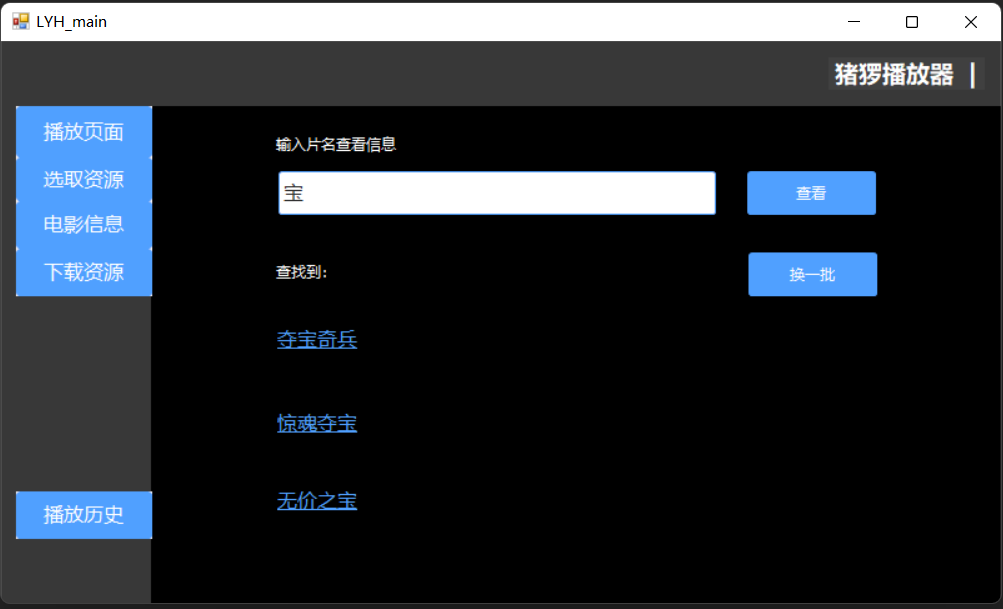 LYH_main
猪猡播放器 |
播放页面
选取资源
电影信息
下载资源
播放历史
输入片名查看信息
宝
查看
查找到:
换一批
夺宝奇兵
惊魂夺宝
无价之宝